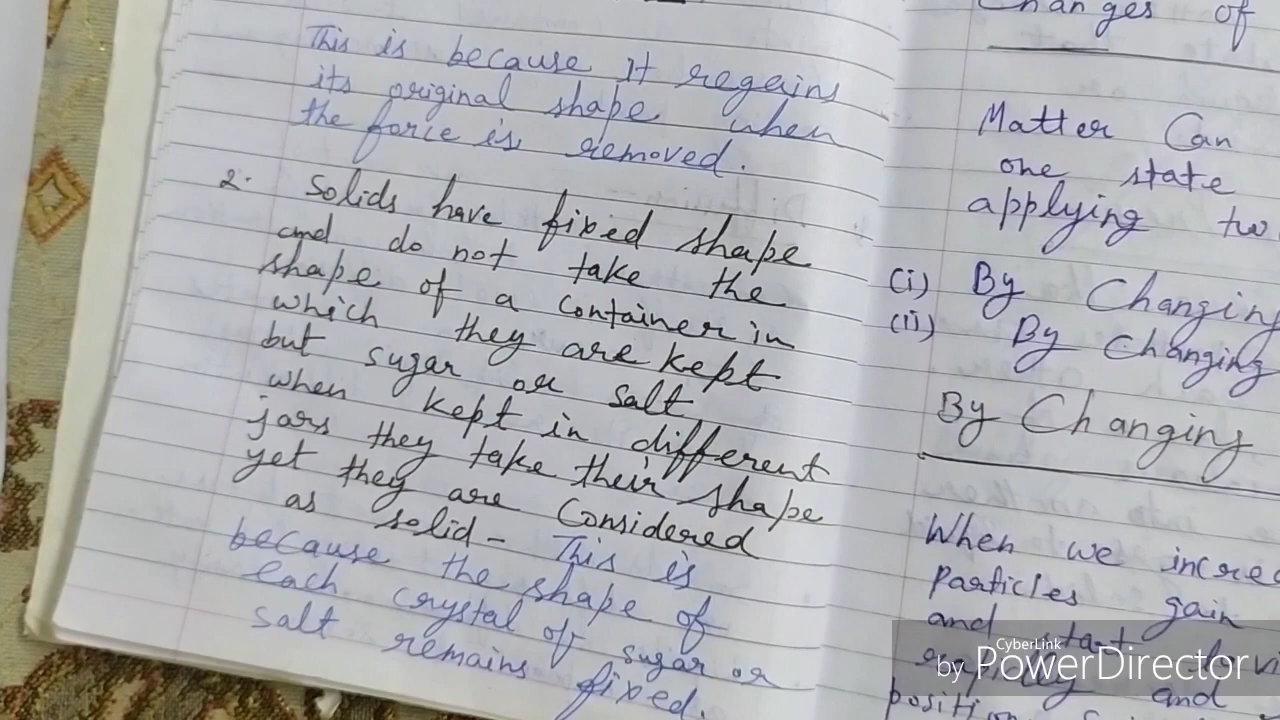 This is because It regains
its original shape when
the force is removed.
2. Solids have fixed shape
and do not take the
shape of a container in
which they are kept
but sugar or salt
when kept in different
jars they take their shape
yet they are Considered
as solid - This is
because the shape of
each crystal of sugar or
salt remains fixed.
Changes of
Matter Can
one state
applying
(i) By Changing
(ii) By Changing
By Changing
When we
Particles gain
and start
rapidly and
CyberLink
by PowerDirector